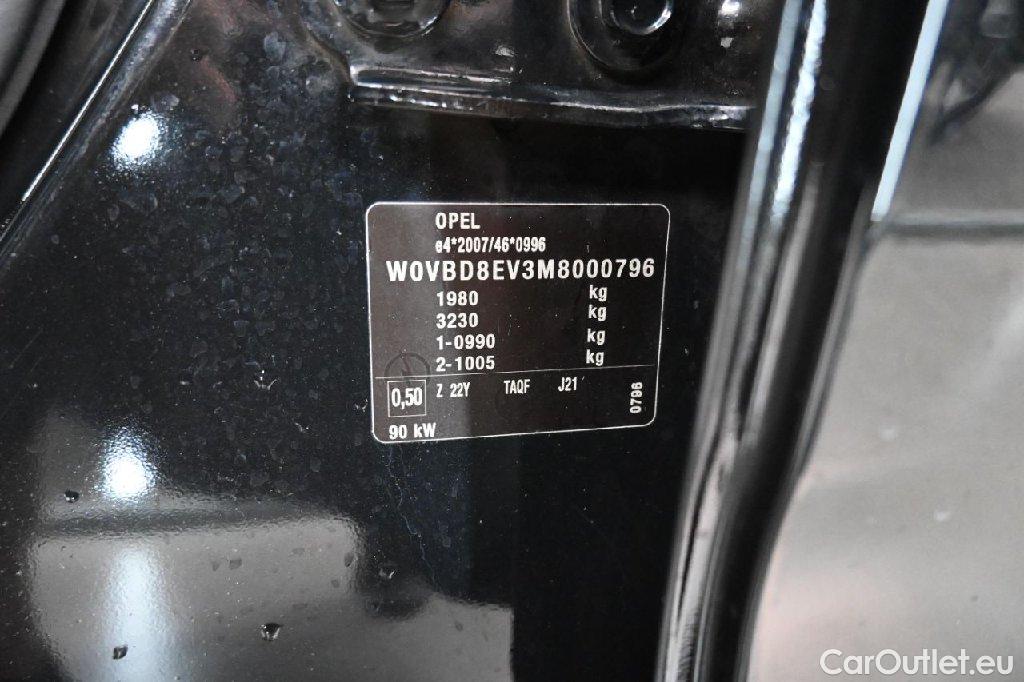 OPEL
e4*2007/46*0996
W0VBD8EV3M8000796
1980 kg
3230 kg
1-0990 kg
2-1005 kg
0,50 Z 22Y TAQF J21 0796
90 kW
CarOutlet.eu